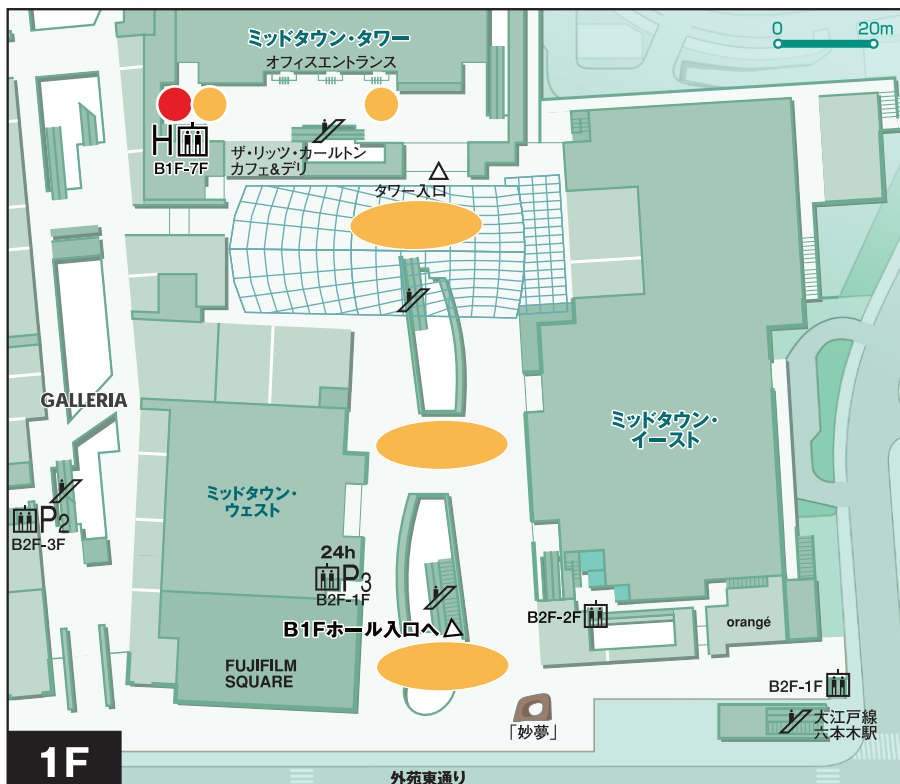 ミッドタウン・タワー
オフィスエントランス
0 20m
H
B1F-7F
ザ・リッツ・カールトン
カフェ&デリ
タワー入口
GALLERIA
ミッドタウン・
イースト
ミッドタウン・
ウェスト
P2
B2F-3F
24h
P3
B2F-1F
B2F-2F
orangé
B1Fホール入口へ
FUJIFILM
SQUARE
B2F-1F
「妙夢」
大江戸線
六本木駅
1F
外苑東通り